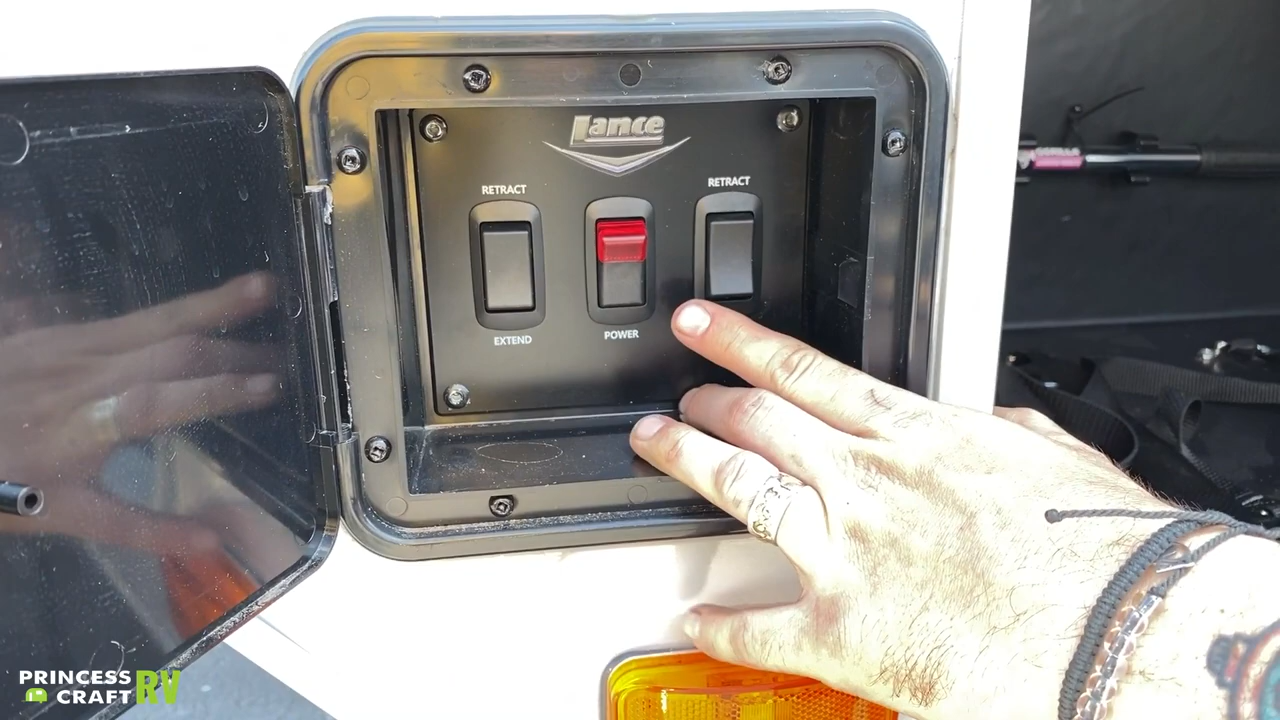 Lance
RETRACT
RETRACT
EXTEND
POWER
PRINCESS
CRAFT RV